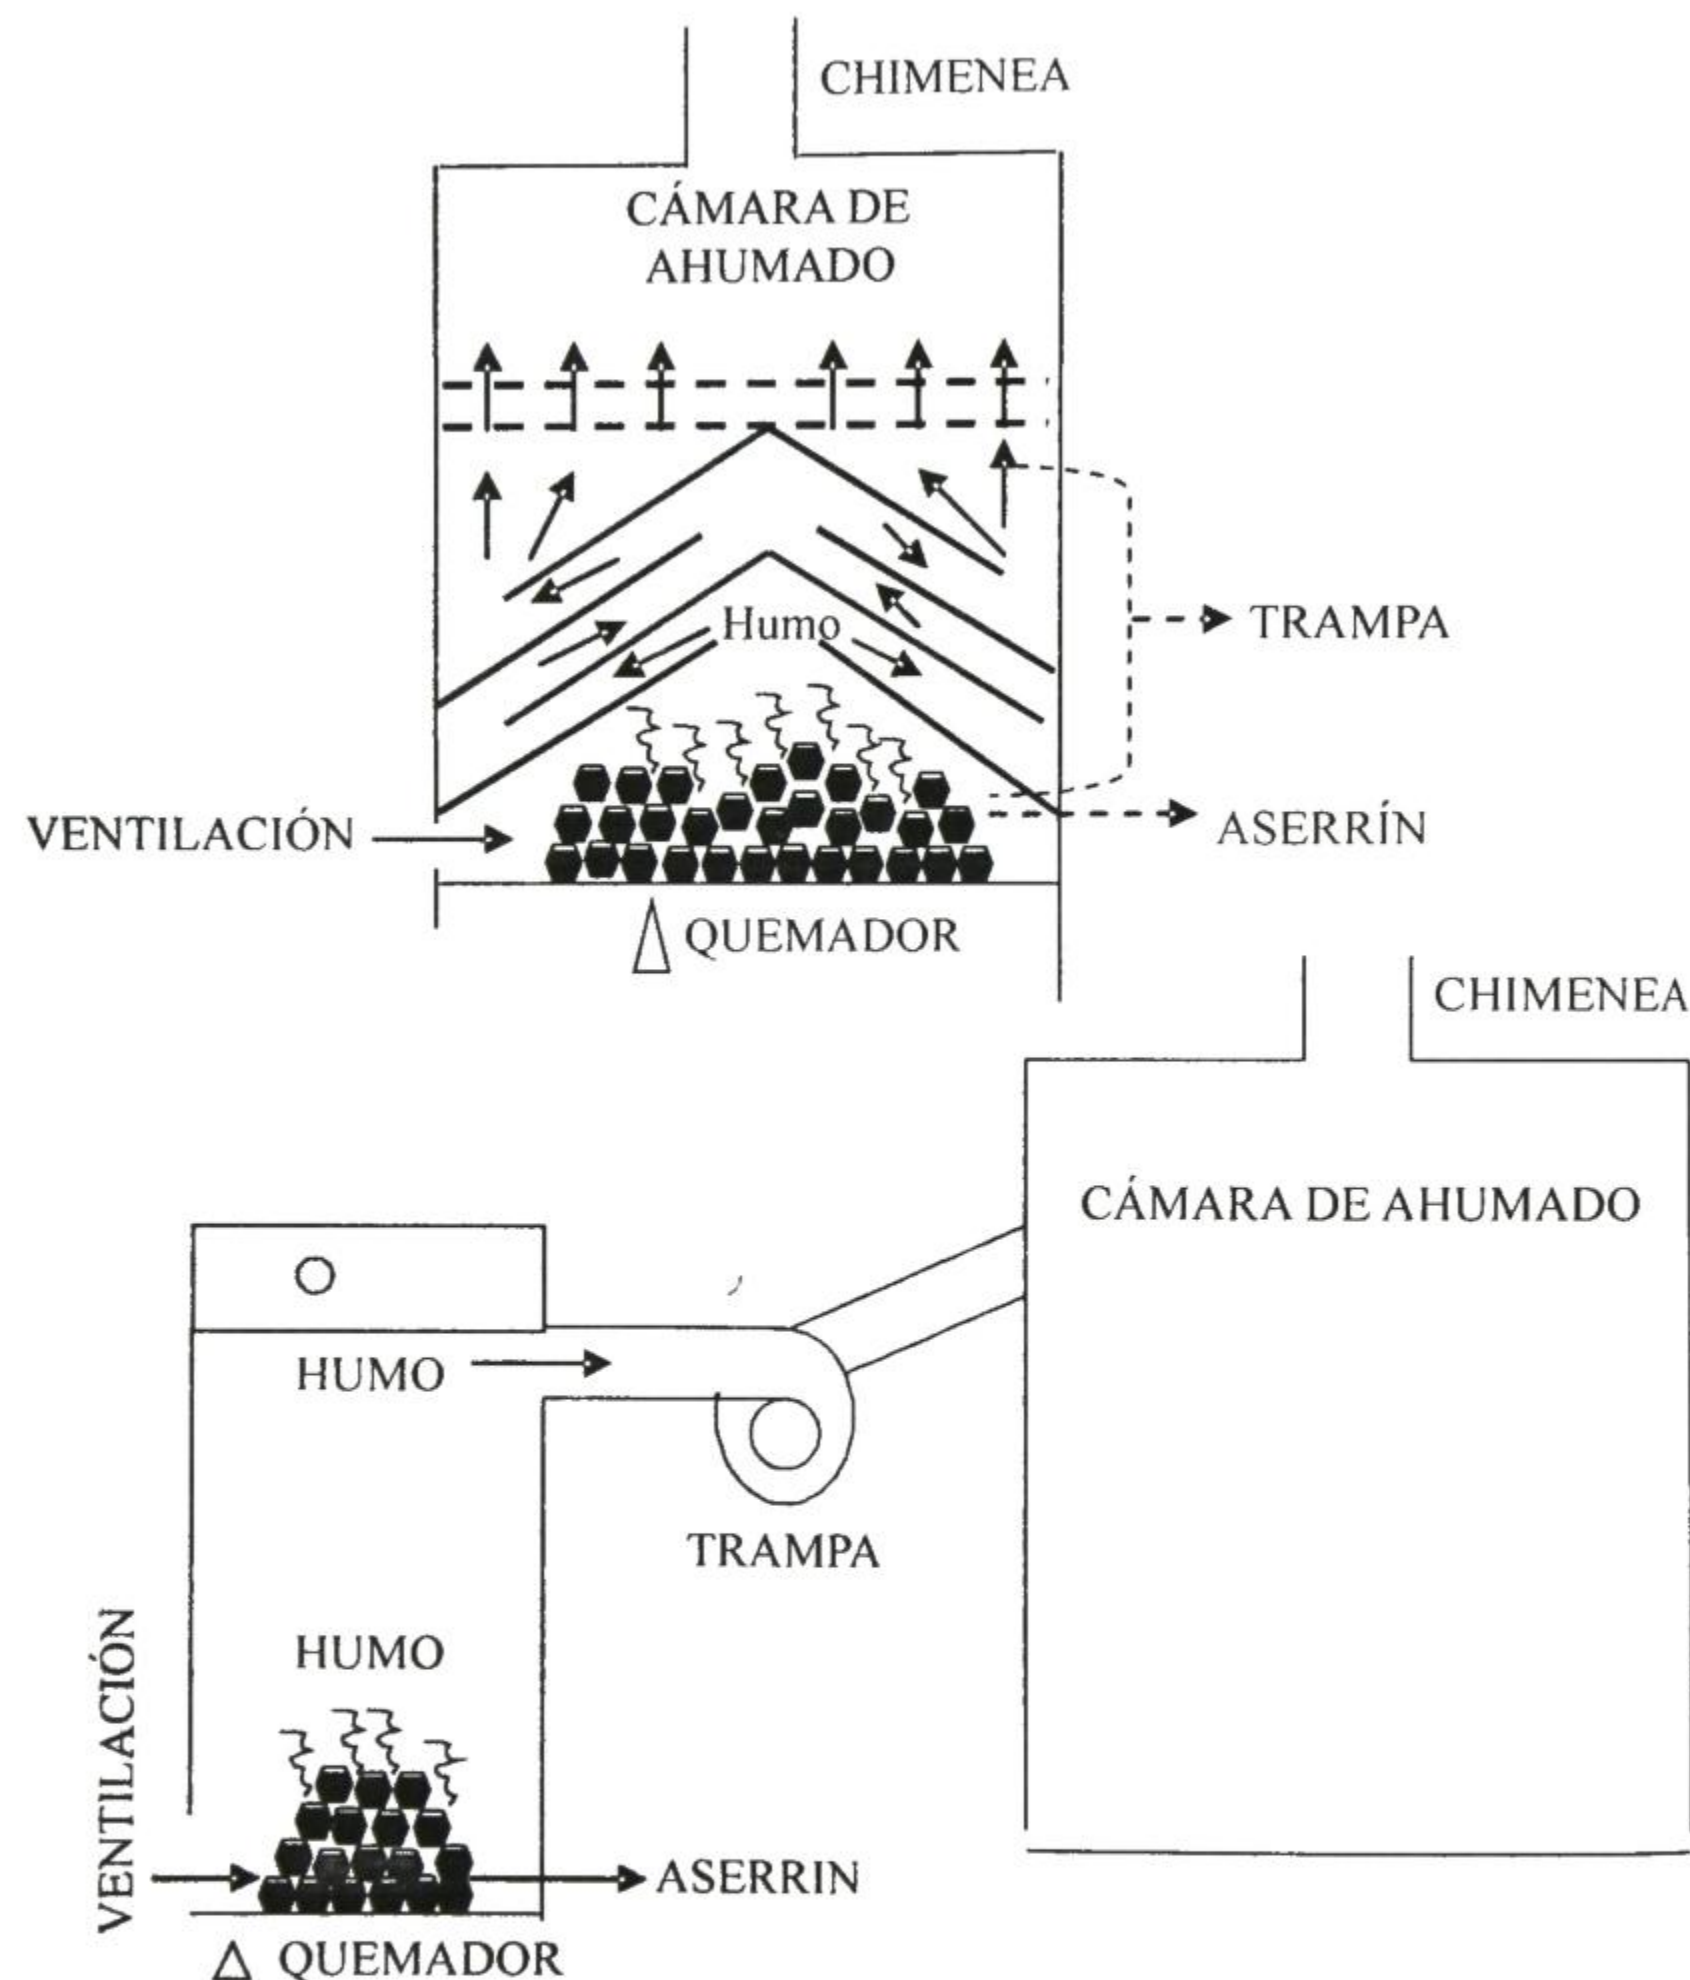 CHIMENEA
CÁMARA DE
AHUMADO
Humo
TRAMPA
VENTILACIÓN
ASERRÍN
QUEMADOR
CHIMENEA
CÁMARA DE AHUMADO
HUMO
TRAMPA
HUMO
VENTILACIÓN
ASERRIN
QUEMADOR